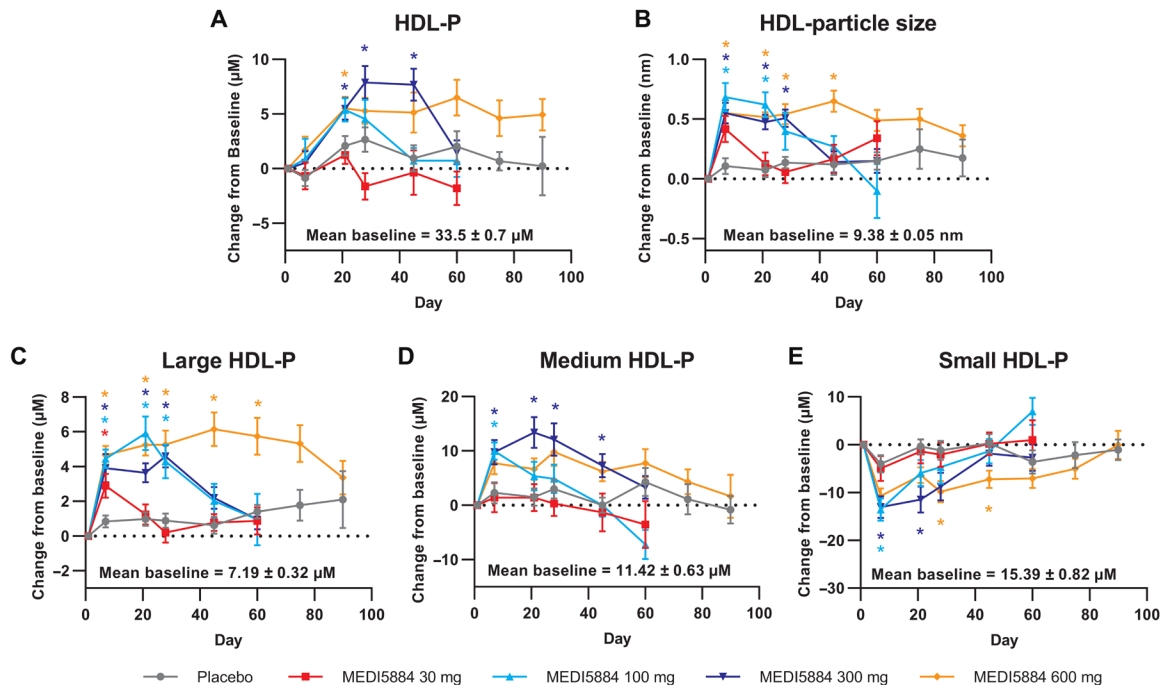 A
HDL-P
Change from Baseline (μM)
10
5
0
−5
0
20
40
60
80
100
Mean baseline = 33.5 ± 0.7 μM
Day
*
*
*
*
B
HDL-particle size
Change from baseline (nm)
1.0
0.5
0.0
−0.5
0
20
40
60
80
100
Mean baseline = 9.38 ± 0.05 nm
Day
*
*
*
*
*
*
*
*
*
C
Large HDL-P
Change from baseline (μM)
8
6
4
2
0
−2
0
20
40
60
80
100
Mean baseline = 7.19 ± 0.32 μM
Day
*
*
*
*
*
*
*
*
*
*
*
*
D
Medium HDL-P
Change from baseline (μM)
20
10
0
−10
0
20
40
60
80
100
Mean baseline = 11.42 ± 0.63 μM
Day
*
*
*
*
*
E
Small HDL-P
Change from baseline (μM)
10
0
−10
−20
−30
0
20
40
60
80
100
Mean baseline = 15.39 ± 0.82 μM
Day
*
*
*
*
*
Placebo
MEDI5884 30 mg
MEDI5884 100 mg
MEDI5884 300 mg
MEDI5884 600 mg